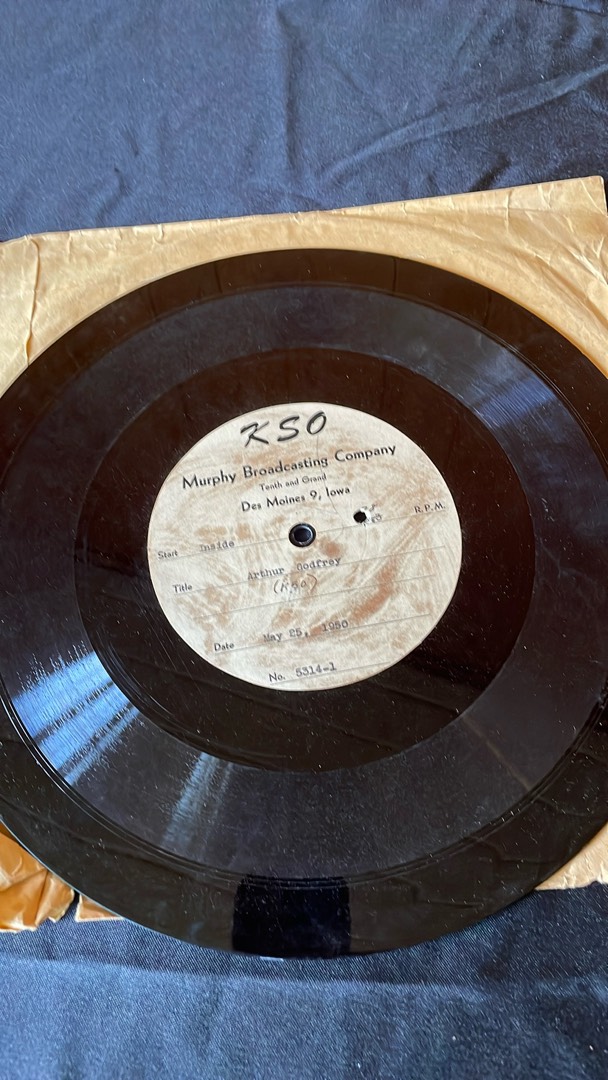 KSO
Murphy Broadcasting Company
Tenth and Grand
Des Moines 9, Iowa
R.P.M.
Start Inside
Title Arthur Godfrey
(KSO)
Date May 25, 1950
No. 5314-1